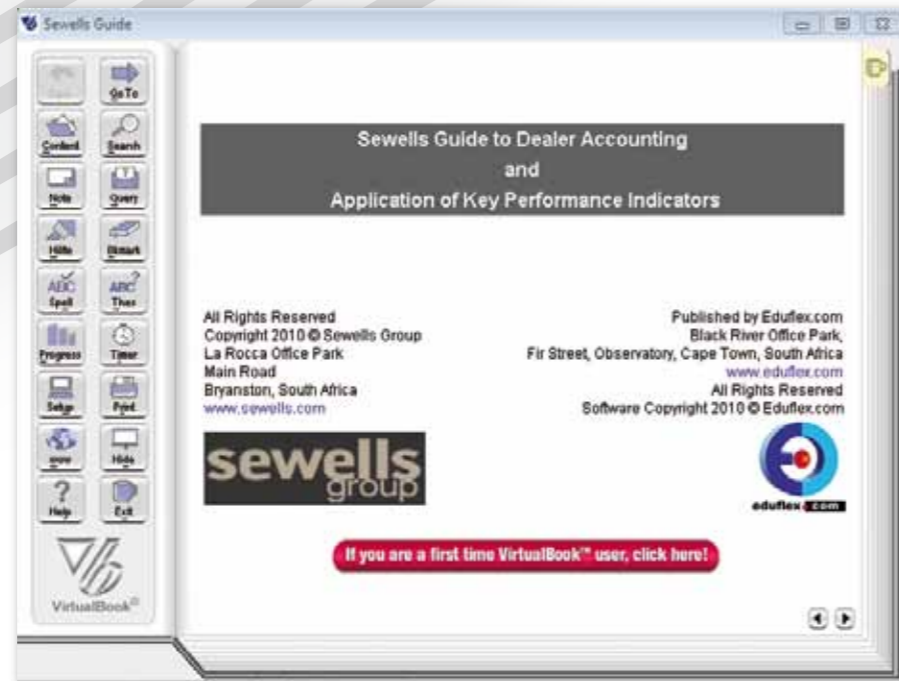 Sewells Guide
GoTo
Content
Search
Note
Query
Hilite
Bkmark
ABC
ABC?
Spell
Thes
Progress
Timer
Setup
Print
www
Hide
?
Help
Exit
VirtualBook®
Sewells Guide to Dealer Accounting
and
Application of Key Performance Indicators
All Rights Reserved
Copyright 2010 © Sewells Group
La Rocca Office Park
Main Road
Bryanston, South Africa
www.sewells.com
sewells
group
Published by Eduflex.com
Black River Office Park,
Fir Street, Observatory, Cape Town, South Africa
www.eduflex.com
All Rights Reserved
Software Copyright 2010 © Eduflex.com
eduflex.com
If you are a first time VirtualBook™ user, click here!